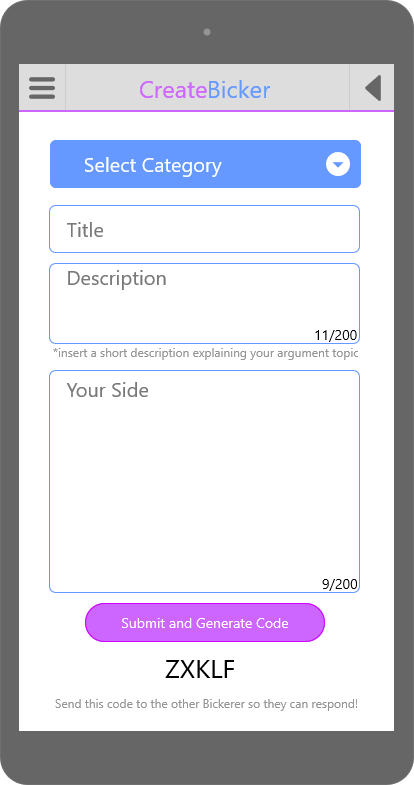 CreateBicker
Select Category
Title
Description
11/200
*insert a short description explaining your argument topic
Your Side
9/200
Submit and Generate Code
ZXKLF
Send this code to the other Bickerer so they can respond!